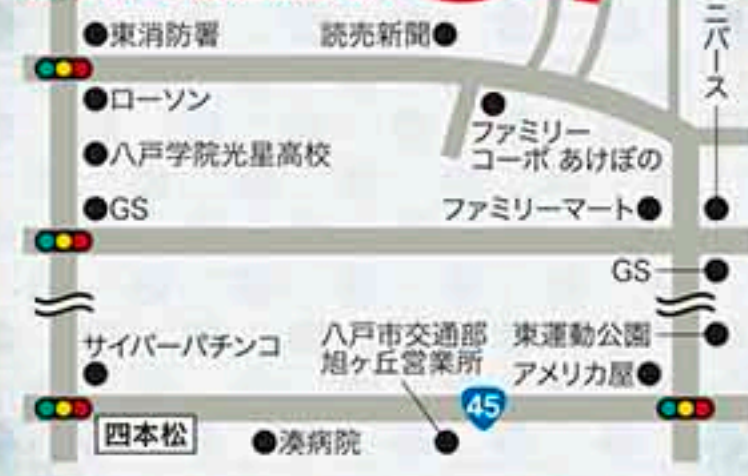 東消防署
読売新聞
ニバース
ローソン
ファミリー
コーポ あけぼの
八戸学院光星高校
GS
ファミリーマート
GS
サイバーパチンコ
八戸市交通部
旭ヶ丘営業所
東運動公園
アメリカ屋
45
四本松
湊病院